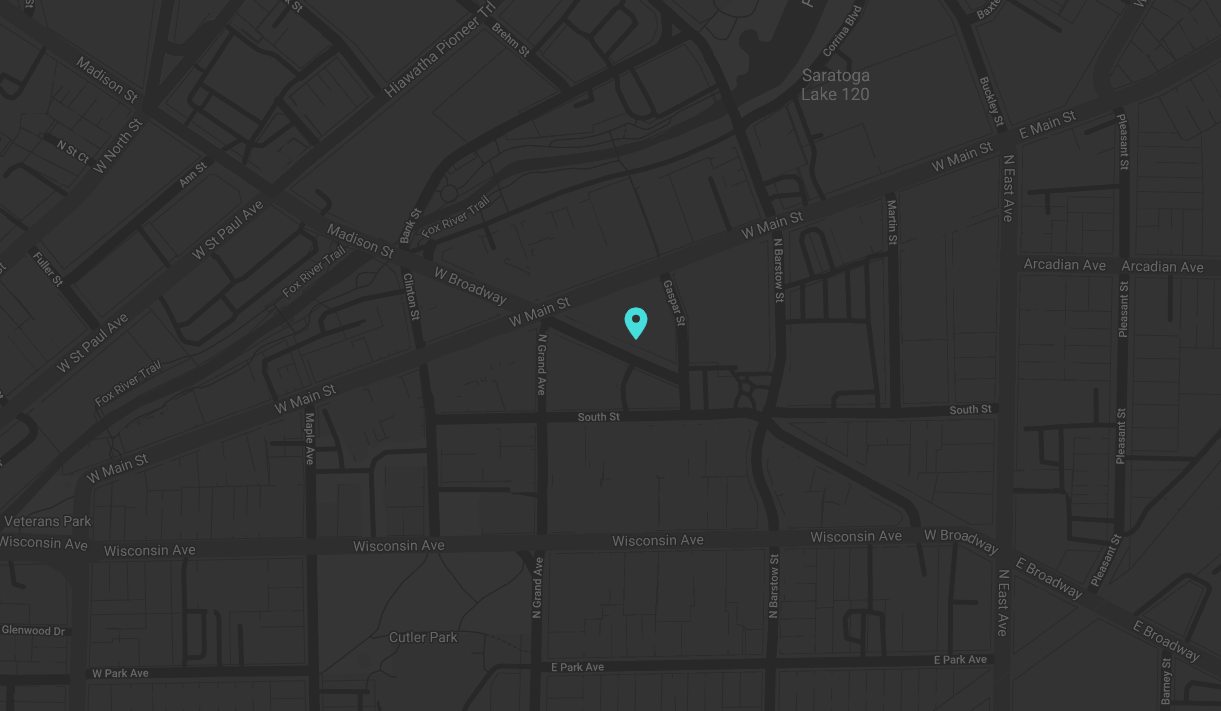 Brehm St
Corrina Blvd
Hiawatha Pioneer Trl
Madison St
Saratoga
Lake 120
Buckley St
W North St
N St Ct
Ann St
E Main St
Pleasant St
W Main St
N East Ave
W St Paul Ave
Bank St
Fox River Trail
Martin St
W Main St
Madison St
Fuller St
Fox River Trail
Clinton St
W Broadway
N Barstow St
Arcadian Ave
Arcadian Ave
W Main St
Gaspar St
Pleasant St
W St Paul Ave
N Grand Ave
Fox River Trail
W Main St
South St
South St
Maple Ave
Pleasant St
W Main St
Veterans Park
Wisconsin Ave
Wisconsin Ave
Wisconsin Ave
Wisconsin Ave
Wisconsin Ave
W Broadway
Pleasant St
E Broadway
N Grand Ave
N Barstow St
N East Ave
Glenwood Dr
Cutler Park
E Broadway
W Park Ave
E Park Ave
E Park Ave
Barney St